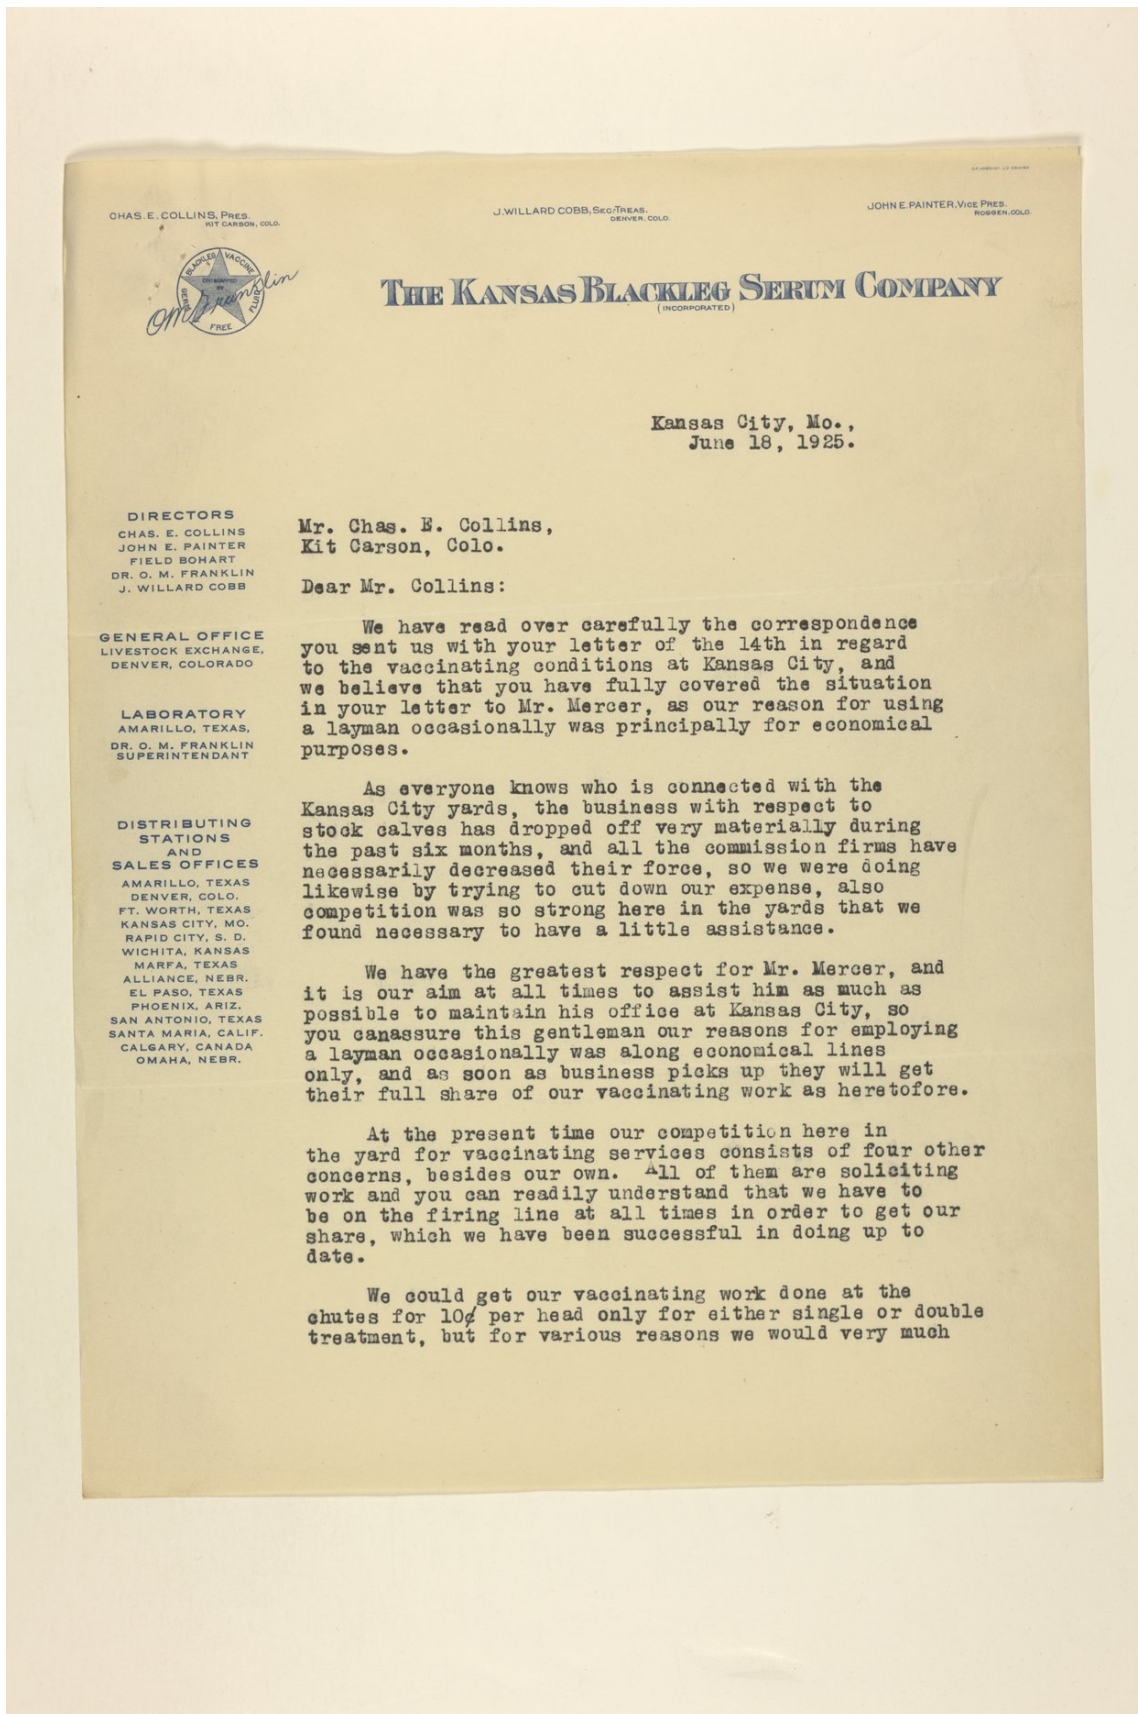 CHAS. E. COLLINS, PRES.
KIT CARSON, COLO.
J. WILLARD COBB, SEC.-TREAS.
DENVER, COLO.
JOHN E. PAINTER, VICE PRES.
ROGGEN, COLO.
BLACKLEG VACCINE
GERM FREE FLUID
O M Franklin
THE KANSAS BLACKLEG SERUM COMPANY
(INCORPORATED)
Kansas City, Mo.,
June 18, 1925.
DIRECTORS
CHAS. E. COLLINS
JOHN E. PAINTER
FIELD BOHART
DR. O. M. FRANKLIN
J. WILLARD COBB
GENERAL OFFICE
LIVESTOCK EXCHANGE,
DENVER, COLORADO
LABORATORY
AMARILLO, TEXAS,
DR. O. M. FRANKLIN
SUPERINTENDANT
DISTRIBUTING
STATIONS
AND
SALES OFFICES
AMARILLO, TEXAS
DENVER, COLO.
FT. WORTH, TEXAS
KANSAS CITY, MO.
RAPID CITY, S. D.
WICHITA, KANSAS
MARFA, TEXAS
ALLIANCE, NEBR.
EL PASO, TEXAS
PHOENIX, ARIZ.
SAN ANTONIO, TEXAS
SANTA MARIA, CALIF.
CALGARY, CANADA
OMAHA, NEBR.
Mr. Chas. E. Collins,
Kit Carson, Colo.
Dear Mr. Collins:
We have read over carefully the correspondence
you sent us with your letter of the 14th in regard
to the vaccinating conditions at Kansas City, and
we believe that you have fully covered the situation
in your letter to Mr. Mercer, as our reason for using
a layman occasionally was principally for economical
purposes.
As everyone knows who is connected with the
Kansas City yards, the business with respect to
stock calves has dropped off very materially during
the past six months, and all the commission firms have
necessarily decreased their force, so we were doing
likewise by trying to cut down our expense, also
competition was so strong here in the yards that we
found necessary to have a little assistance.
We have the greatest respect for Mr. Mercer, and
it is our aim at all times to assist him as much as
possible to maintain his office at Kansas City, so
you canassure this gentleman our reasons for employing
a layman occasionally was along economical lines
only, and as soon as business picks up they will get
their full share of our vaccinating work as heretofore.
At the present time our competition here in
the yard for vaccinating services consists of four other
concerns, besides our own. All of them are soliciting
work and you can readily understand that we have to
be on the firing line at all times in order to get our
share, which we have been successful in doing up to
date.
We could get our vaccinating work done at the
chutes for 10¢ per head only for either single or double
treatment, but for various reasons we would very much